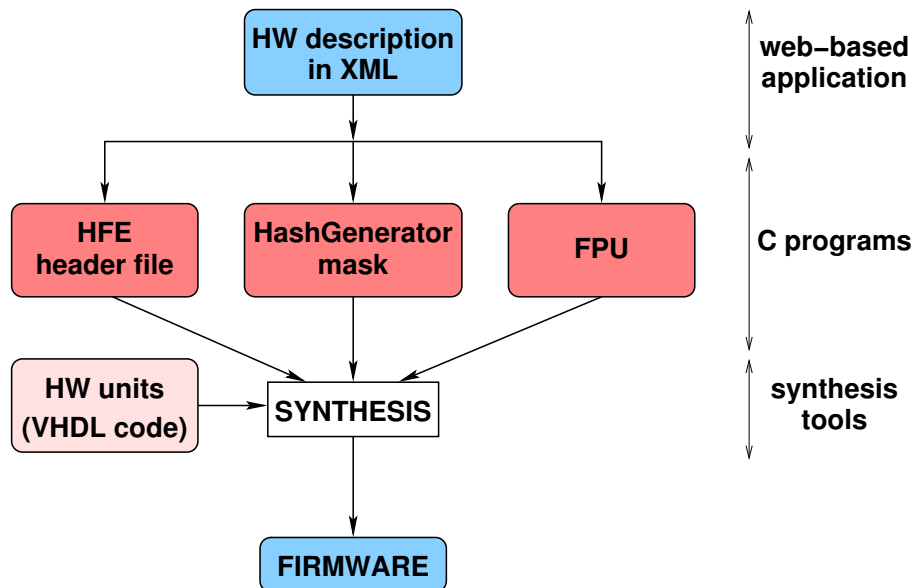 HW description
in XML
web−based
application
HFE
header file
HashGenerator
mask
FPU
C programs
HW units
(VHDL code)
SYNTHESIS
synthesis
tools
FIRMWARE